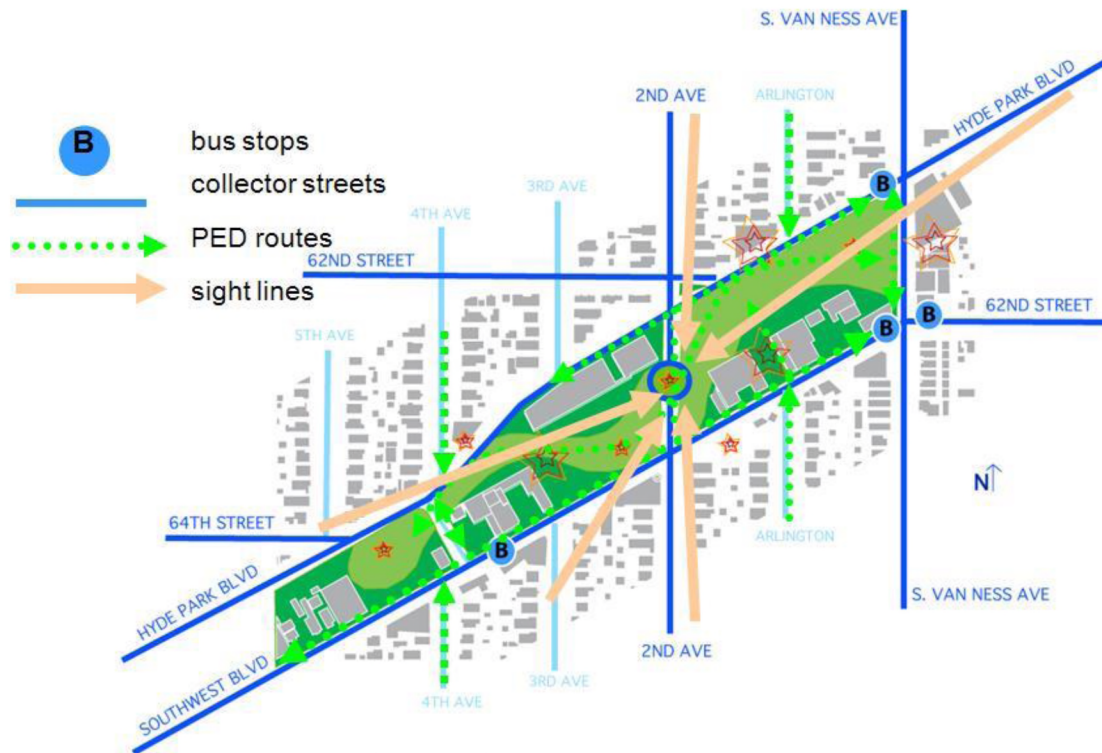 S. VAN NESS AVE
HYDE PARK BLVD
2ND AVE
ARLINGTON
B
bus stops
collector streets
PED routes
sight lines
3RD AVE
4TH AVE
B
62ND STREET
62ND STREET
5TH AVE
B
B
N
64TH STREET
ARLINGTON
B
HYDE PARK BLVD
S. VAN NESS AVE
2ND AVE
3RD AVE
4TH AVE
SOUTHWEST BLVD